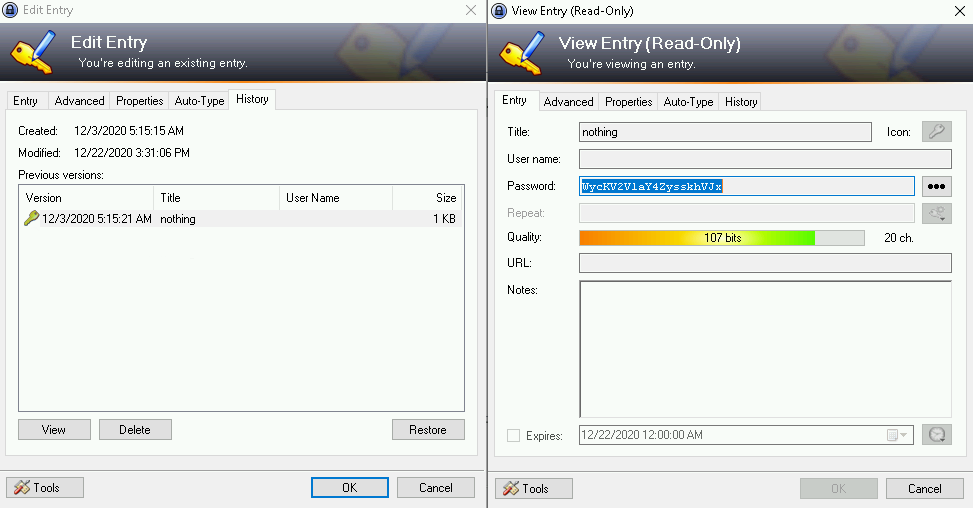 Edit Entry
Edit Entry
You're editing an existing entry.
Entry Advanced Properties Auto-Type History
Created: 12/3/2020 5:15:15 AM
Modified: 12/22/2020 3:31:06 PM
Previous versions:
Version Title User Name Size
12/3/2020 5:15:21 AM nothing 1 KB
View Delete Restore
Tools OK Cancel
View Entry (Read-Only)
View Entry (Read-Only)
You're viewing an entry.
Entry Advanced Properties Auto-Type History
Title: nothing Icon:
User name:
Password: WycKV2VlaY4ZysskhVJx
Repeat:
Quality: 107 bits 20 ch.
URL:
Notes:
Expires: 12/22/2020 12:00:00 AM
Tools OK Cancel